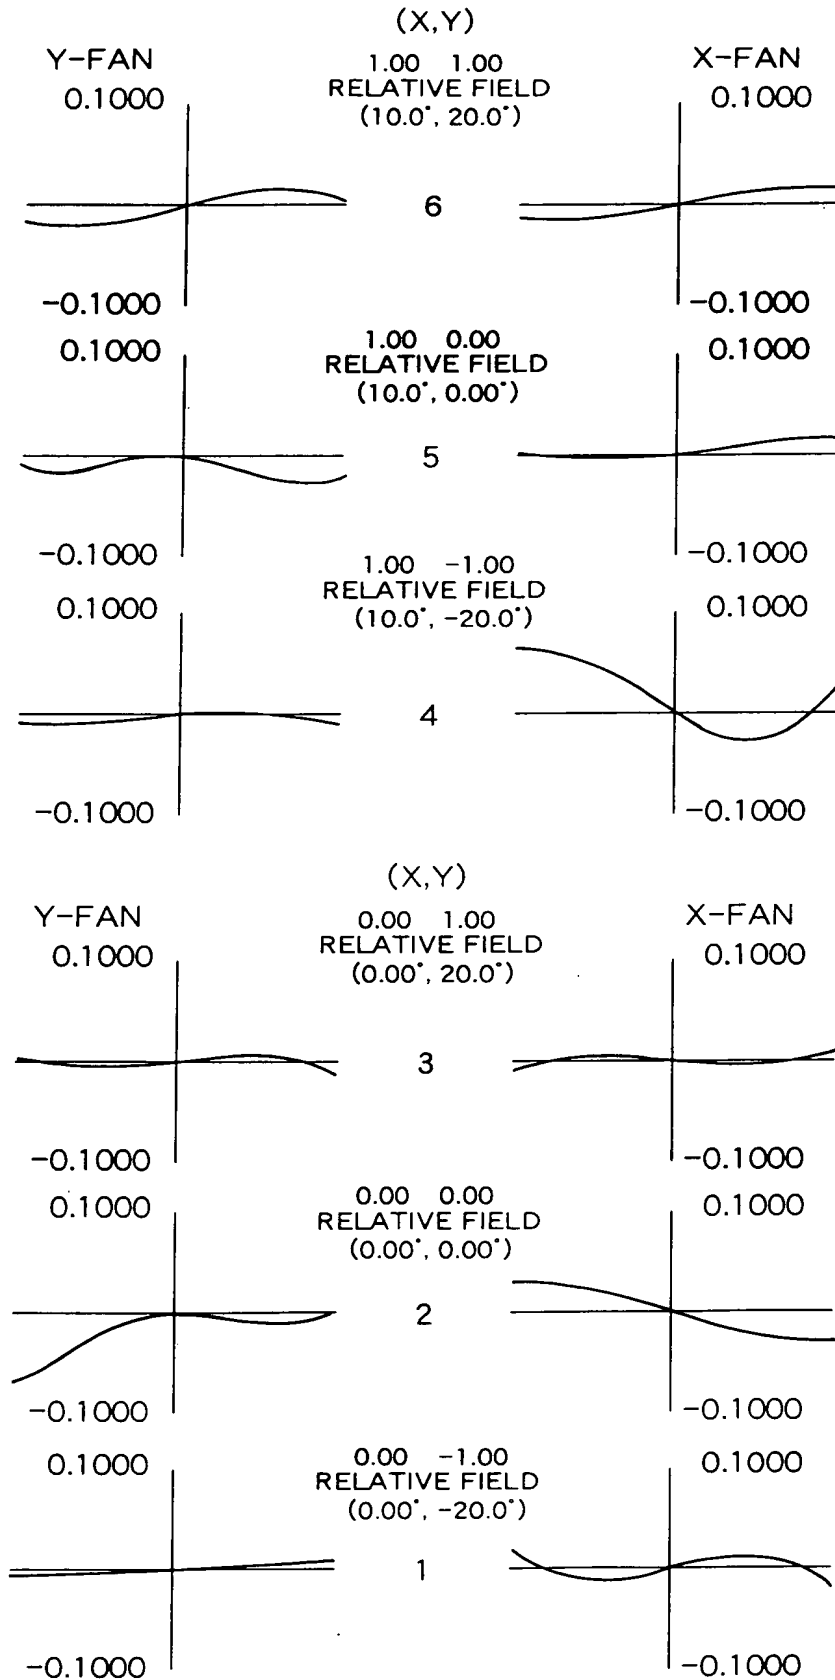 (X,Y)
Y-FAN 1.00 1.00 X-FAN
0.1000 RELATIVE FIELD 0.1000
(10.0°, 20.0°)
6
-0.1000 -0.1000
1.00 0.00
0.1000 RELATIVE FIELD 0.1000
(10.0°, 0.00°)
5
-0.1000 -0.1000
1.00 -1.00
RELATIVE FIELD
0.1000 (10.0°, -20.0°) 0.1000
4
-0.1000 -0.1000
(X,Y)
Y-FAN 0.00 1.00 X-FAN
0.1000 RELATIVE FIELD 0.1000
(0.00°, 20.0°)
3
-0.1000 -0.1000
0.00 0.00
0.1000 RELATIVE FIELD 0.1000
(0.00°, 0.00°)
2
-0.1000 -0.1000
0.00 -1.00
0.1000 RELATIVE FIELD 0.1000
(0.00°, -20.0°)
1
-0.1000 -0.1000